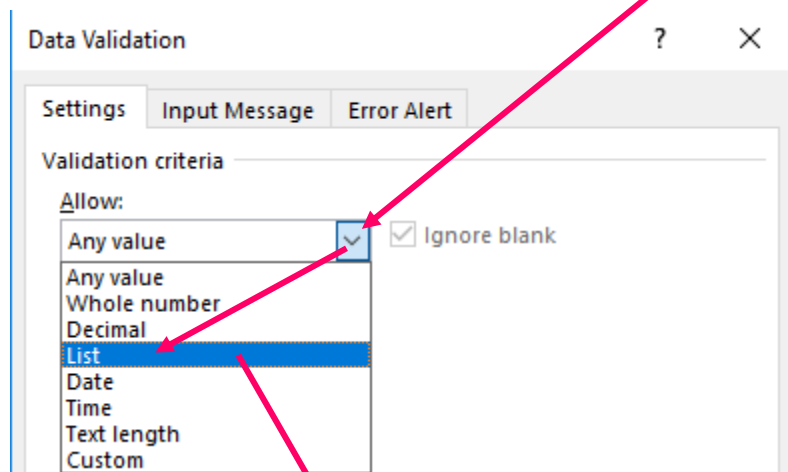 Data Validation ?
Settings Input Message Error Alert
Validation criteria
Allow:
Any value Ignore blank
Any value
Whole number
Decimal
List
Date
Time
Text length
Custom